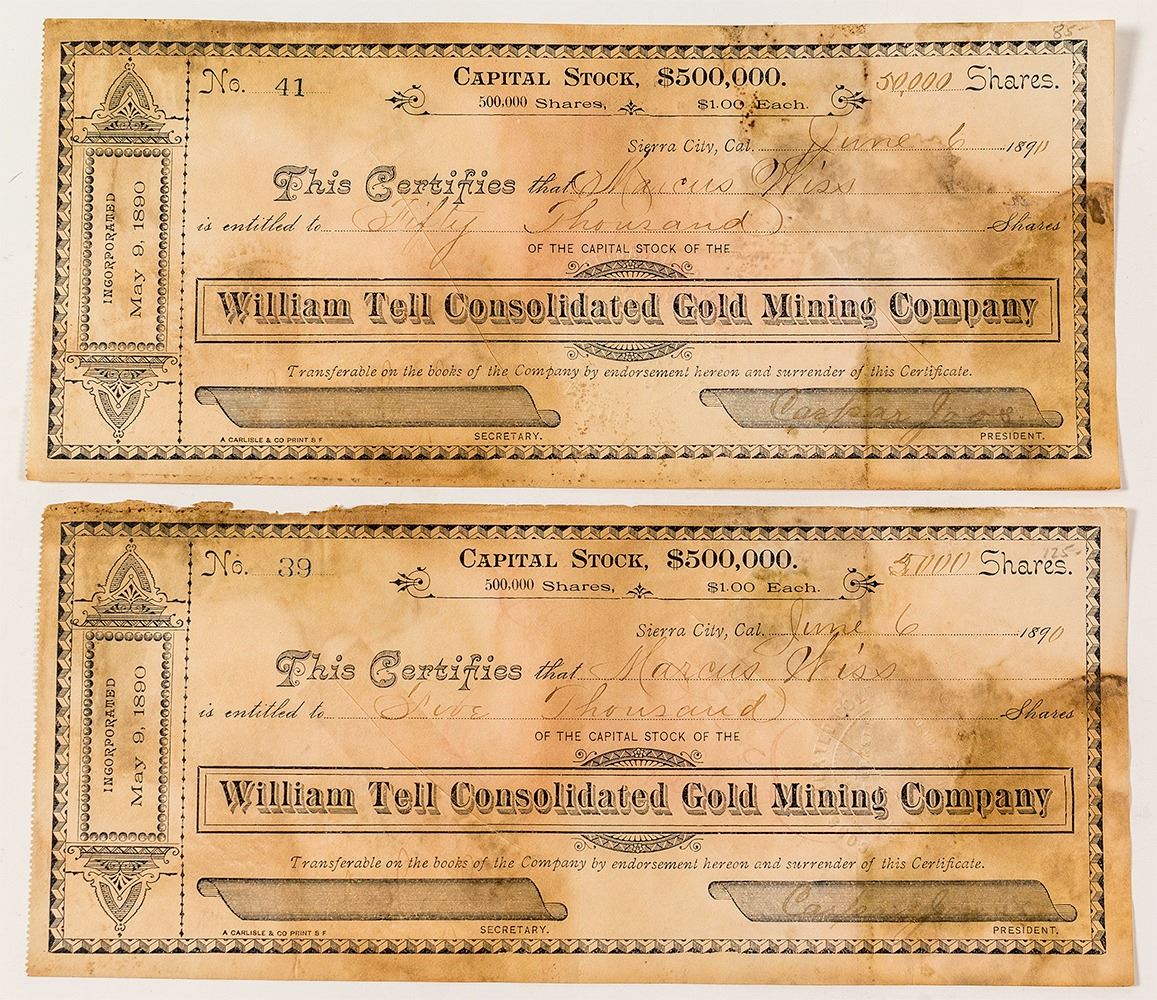 85-
No. 41 CAPITAL STOCK, $500,000. 50,000 Shares.
500,000 Shares, $1.00 Each.
Sierra City, Cal. June 6 1890
This Certifies that Marcus Wiss
is entitled to Fifty Thousand Shares
OF THE CAPITAL STOCK OF THE
INCORPORATED
May 9, 1890
William Tell Consolidated Gold Mining Company
Transferable on the books of the Company by endorsement hereon and surrender of this Certificate.
Caspar Joos
A CARLISLE & CO PRINT S F SECRETARY. PRESIDENT.
125-
No. 39 CAPITAL STOCK, $500,000. 5000 Shares.
500,000 Shares, $1.00 Each.
Sierra City, Cal. June 6 1890
This Certifies that Marcus Wiss
is entitled to Five Thousand Shares
OF THE CAPITAL STOCK OF THE
INCORPORATED
May 9, 1890
William Tell Consolidated Gold Mining Company
Transferable on the books of the Company by endorsement hereon and surrender of this Certificate.
Caspar
A CARLISLE & CO PRINT S F SECRETARY. PRESIDENT.